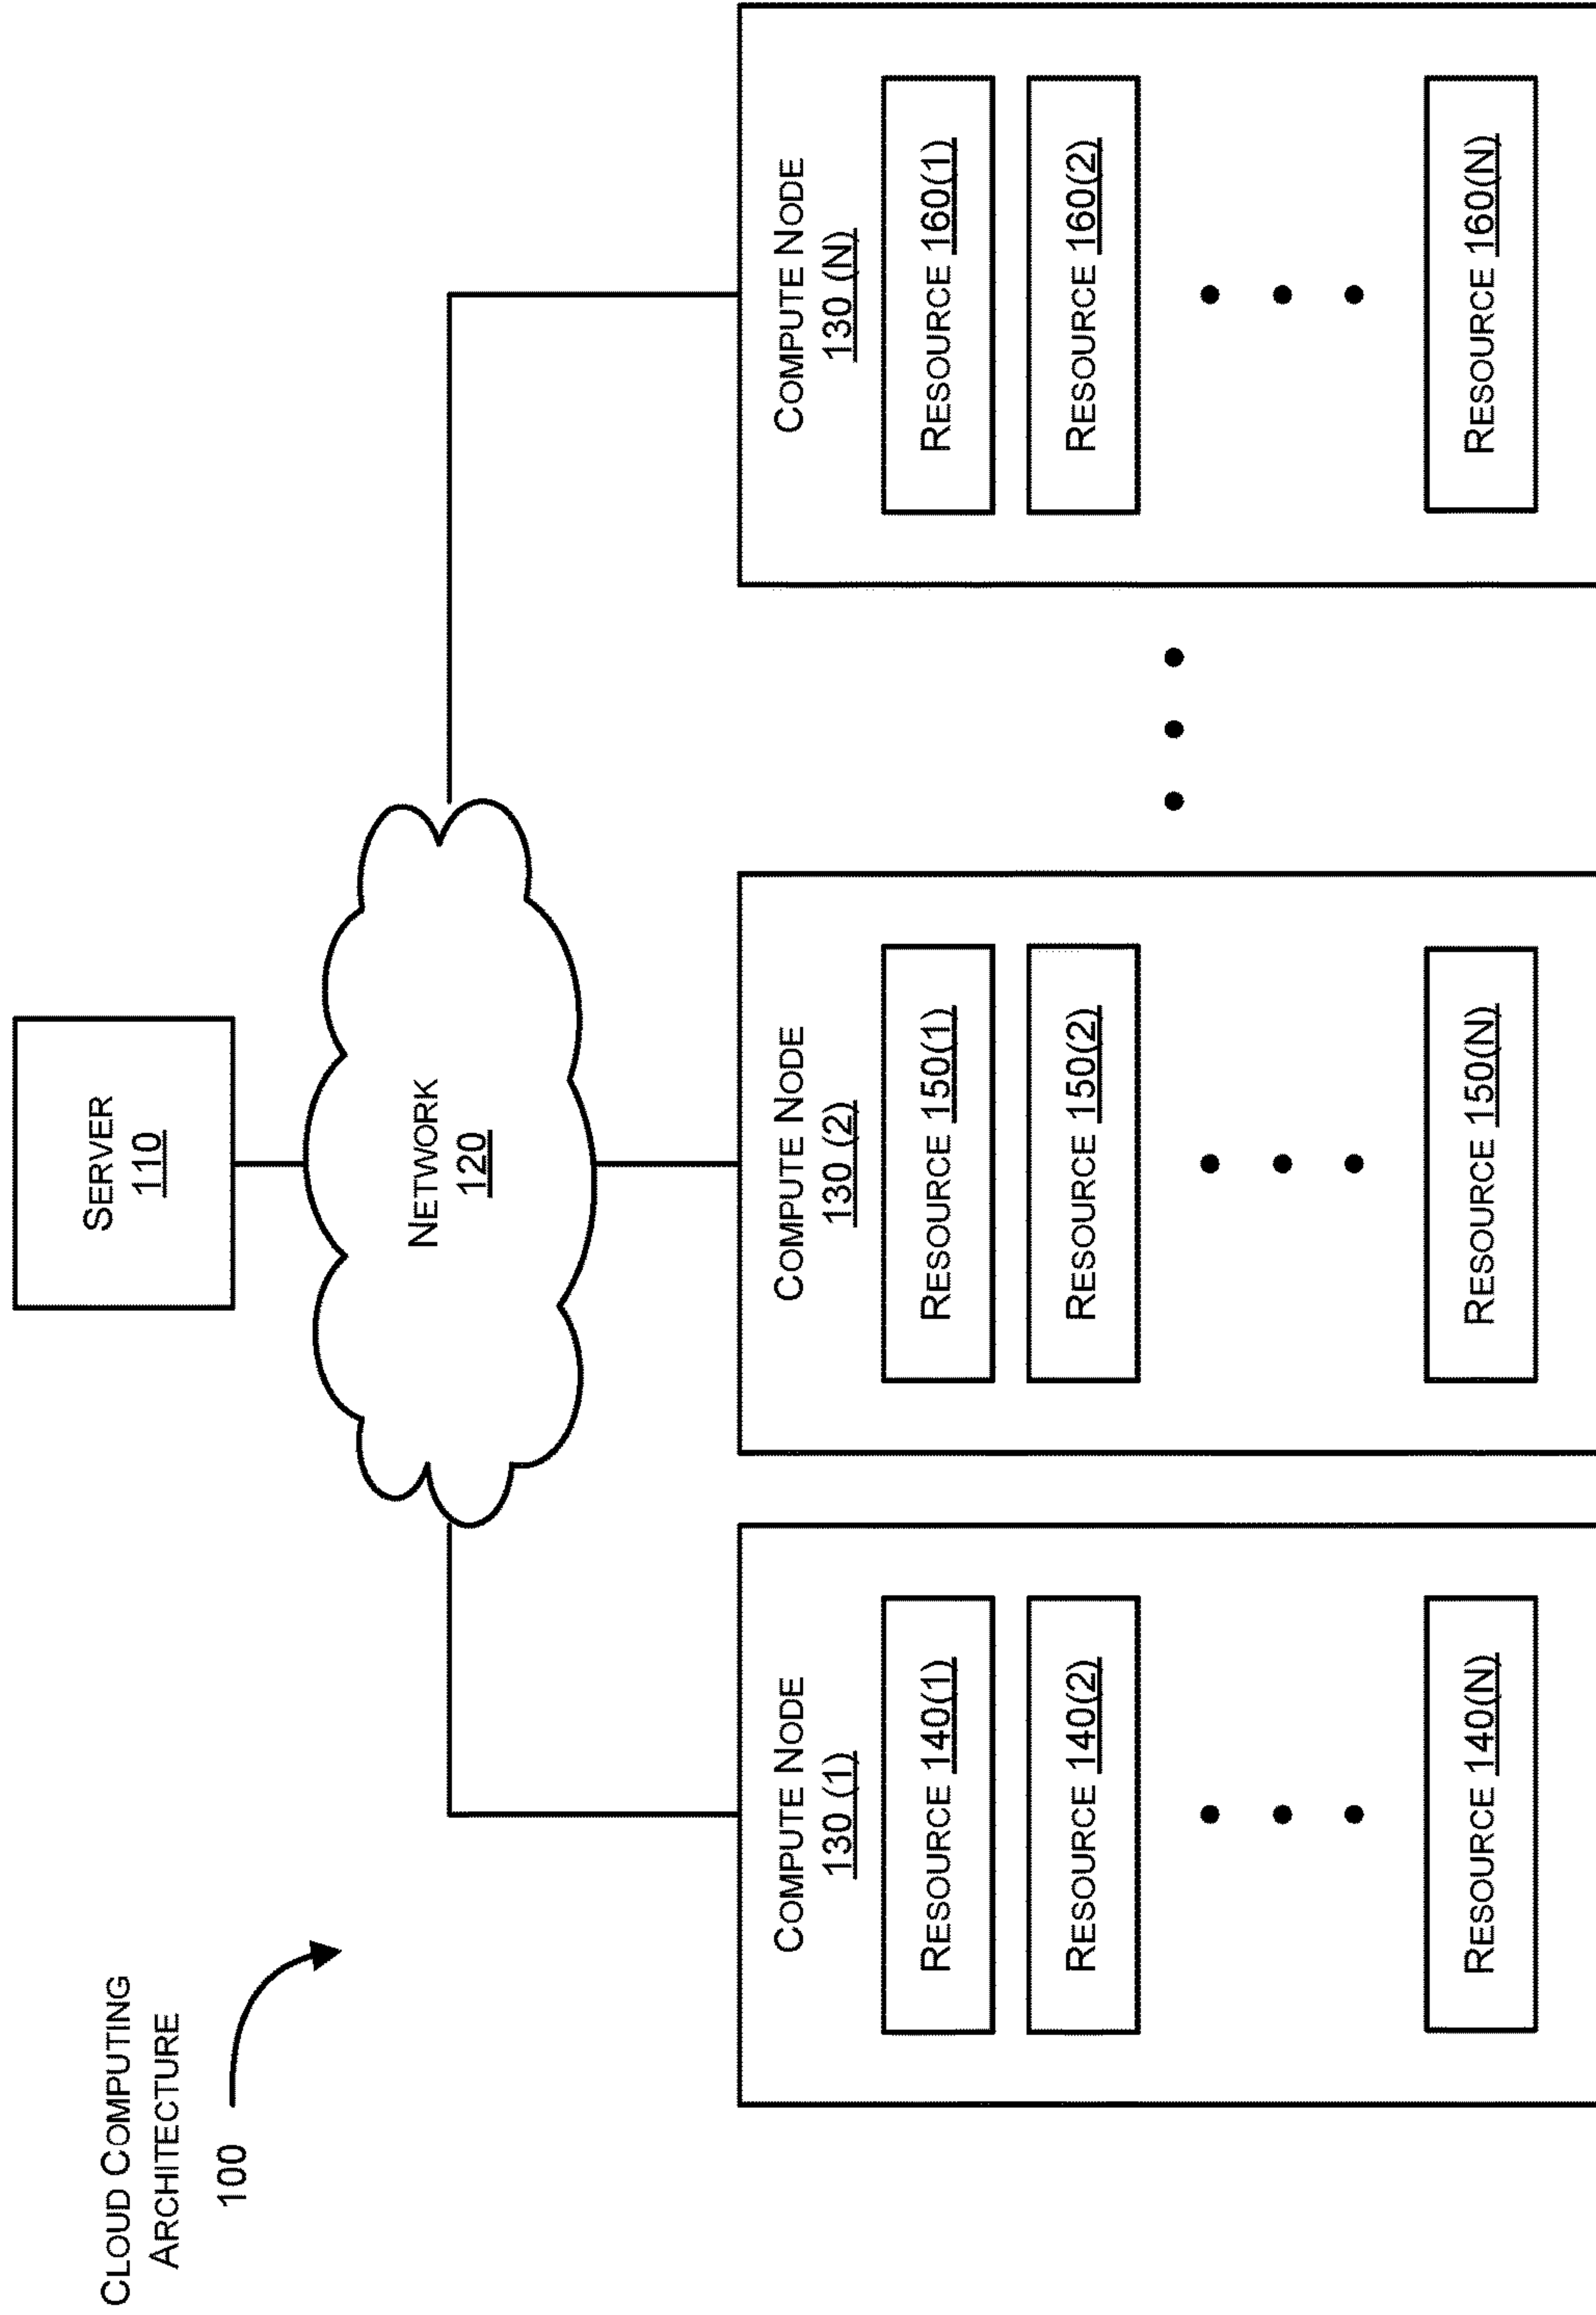 CLOUD COMPUTING
ARCHITECTURE
100
SERVER
110
NETWORK
120
COMPUTE NODE
130 (1)
RESOURCE 140(1)
RESOURCE 140(2)
RESOURCE 140(N)
COMPUTE NODE
130 (2)
RESOURCE 150(1)
RESOURCE 150(2)
RESOURCE 150(N)
COMPUTE NODE
130 (N)
RESOURCE 160(1)
RESOURCE 160(2)
RESOURCE 160(N)